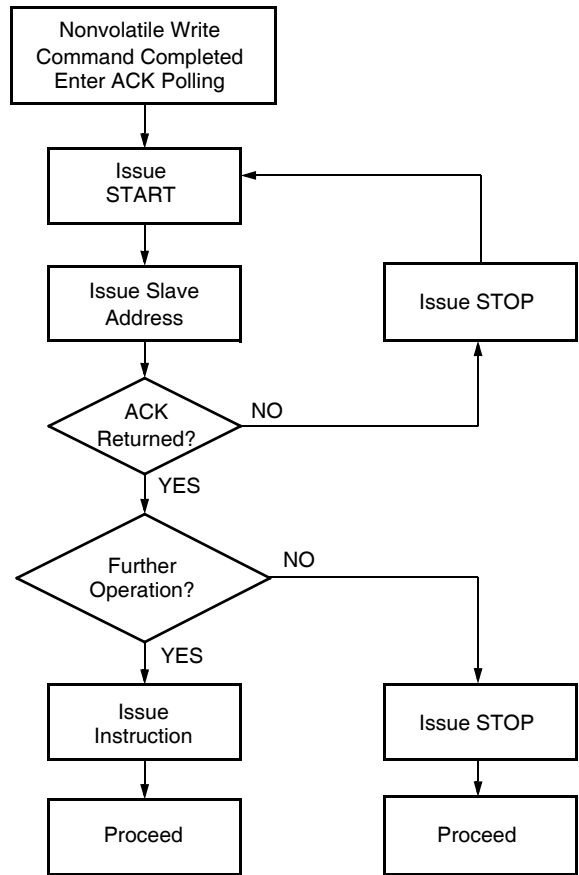 Nonvolatile Write
Command Completed
Enter ACK Polling
Issue
START
Issue Slave
Address
Issue STOP
ACK
Returned?
NO
YES
Further
Operation?
NO
YES
Issue
Instruction
Issue STOP
Proceed
Proceed